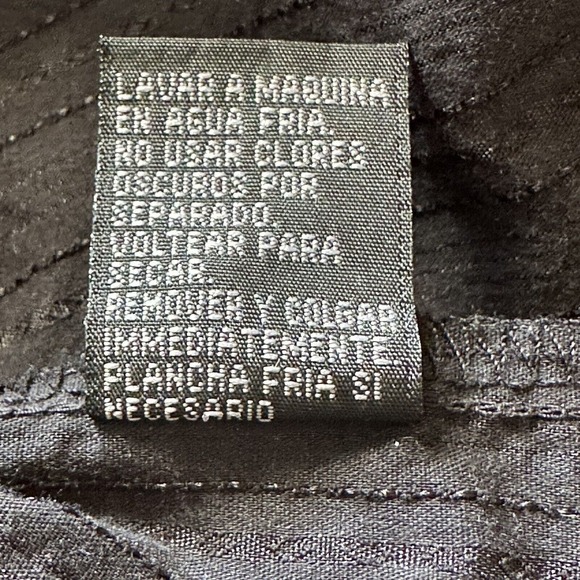 LAVAR A MAQUINA
EN AGUA FRIA.
NO USAR CLORES
OSCUROS POR
SEPARADO.
VOLTEAR PARA
SECAR
REMOVER Y COLGAR
IMMEDIATEMENTE
PLANCHA FRIA SI
NECESARIO